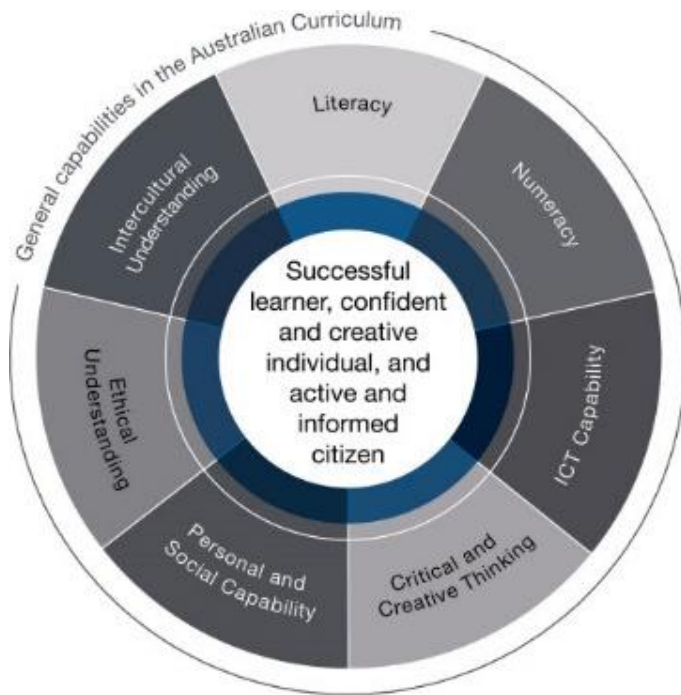 General capabilities in the Australian Curriculum
Literacy
Numeracy
ICT Capability
Critical and
Creative Thinking
Personal and
Social Capability
Ethical
Understanding
Intercultural
Understanding
Successful
learner, confident
and creative
individual, and
active and
informed
citizen